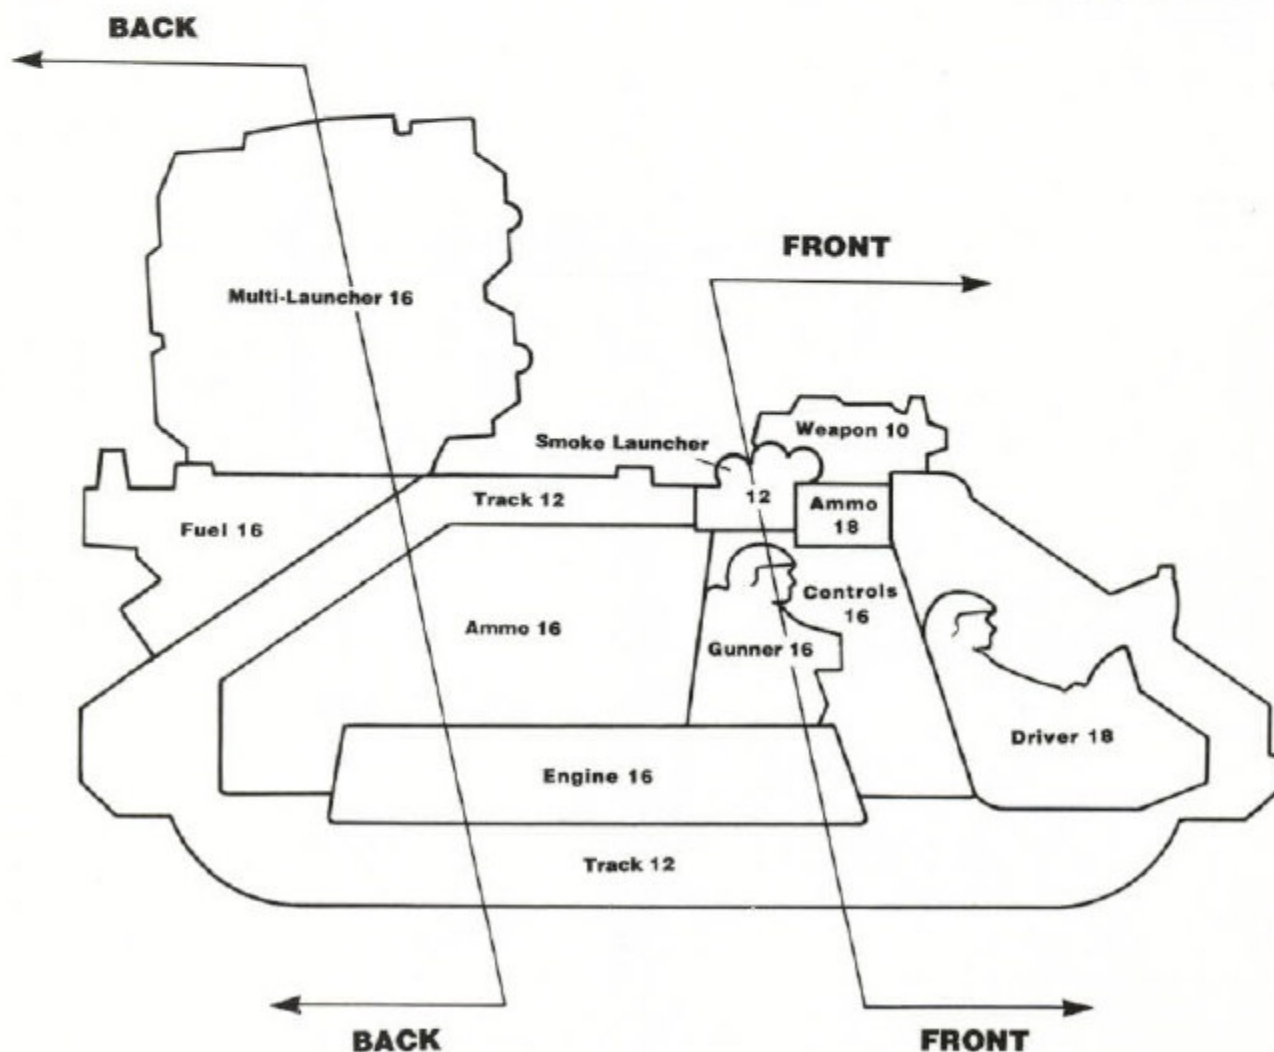 BACK
FRONT
Multi-Launcher 16
Weapon 10
Smoke Launcher
12
Track 12
Ammo
18
Fuel 16
Controls
16
Ammo 16
Gunner 16
Driver 18
Engine 16
Track 12
BACK
FRONT